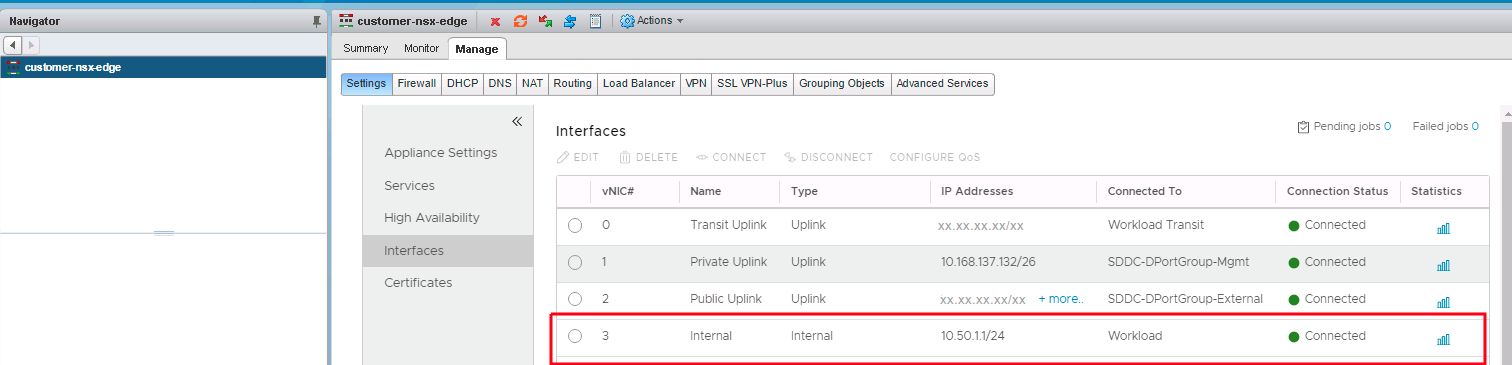 Navigator
customer-nsx-edge
customer-nsx-edge Actions
Summary Monitor Manage
Settings Firewall DHCP DNS NAT Routing Load Balancer VPN SSL VPN-Plus Grouping Objects Advanced Services
Appliance Settings
Services
High Availability
Interfaces
Certificates
Interfaces
Pending jobs 0 Failed jobs 0
EDIT DELETE CONNECT DISCONNECT CONFIGURE QoS
vNIC# Name Type IP Addresses Connected To Connection Status Statistics
0 Transit Uplink Uplink xx.xx.xx.xx/xx Workload Transit Connected
1 Private Uplink Uplink 10.168.137.132/26 SDDC-DPortGroup-Mgmt Connected
2 Public Uplink Uplink xx.xx.xx.xx/xx + more.. SDDC-DPortGroup-External Connected
3 Internal Internal 10.50.1.1/24 Workload Connected